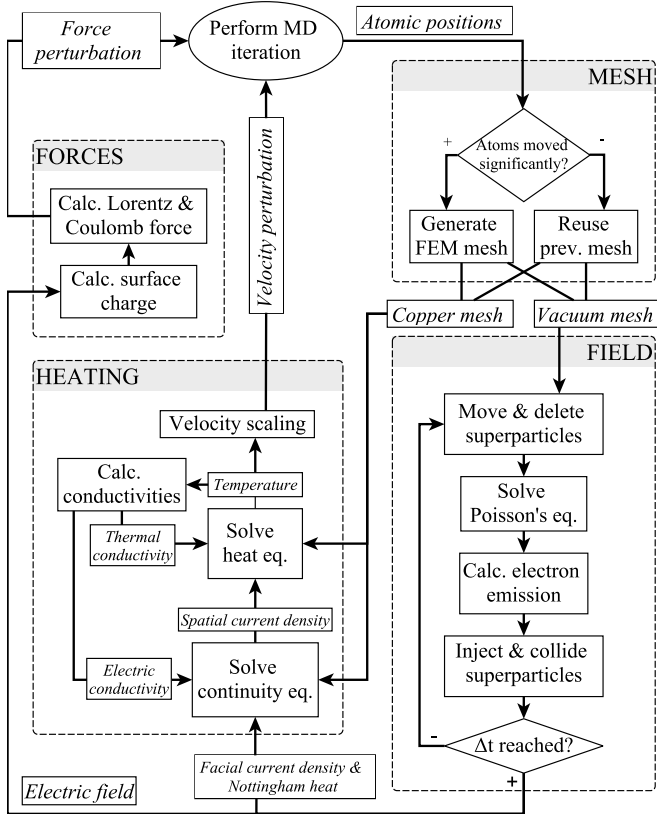 Force
perturbation
Perform MD
iteration
Atomic positions
MESH
Atoms moved
significantly?
+
-
Generate
FEM mesh
Reuse
prev. mesh
Copper mesh
Vacuum mesh
FORCES
Calc. Lorentz &
Coulomb force
Calc. surface
charge
Velocity perturbation
HEATING
Velocity scaling
Calc.
conductivities
Temperature
Thermal
conductivity
Solve
heat eq.
Spatial current density
Electric
conductivity
Solve
continuity eq.
Facial current density &
Nottingham heat
Electric field
FIELD
Move & delete
superparticles
Solve
Poisson's eq.
Calc. electron
emission
Inject & collide
superparticles
Δt reached?
-
+